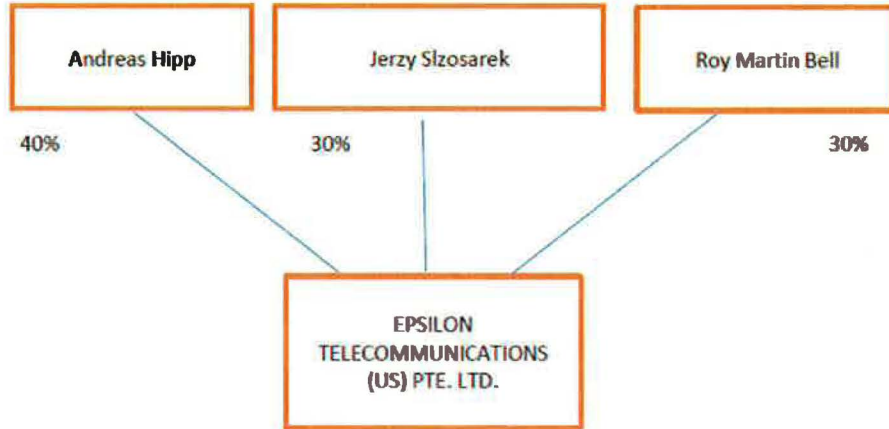 Andreas Hipp
Jerzy Slzosarek
Roy Martin Bell
40%
30%
30%
EPSILON
TELECOMMUNICATIONS
(US) PTE. LTD.